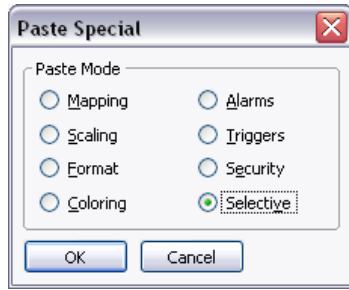 Paste Special
Paste Mode
Mapping Alarms
Scaling Triggers
Format Security
Coloring Selective
OK Cancel